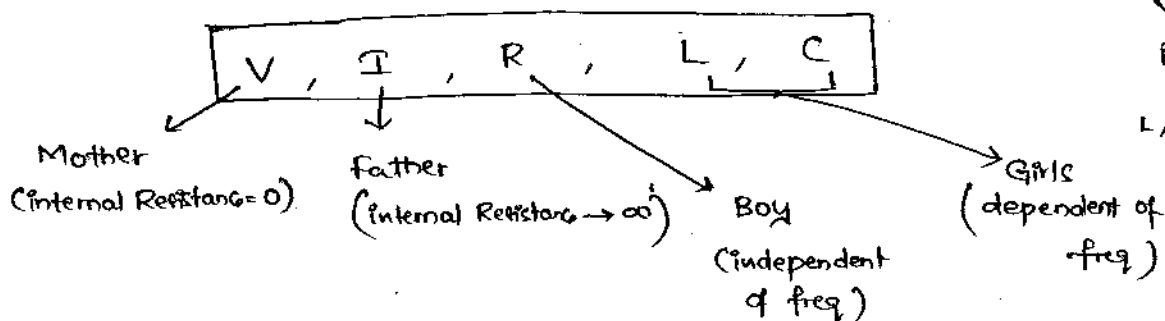 V , I , R , L , C
Mother
(internal Resistance=0)
Father
(internal Resistance → ∞)
Boy
(independent
of freq)
Girls
(dependent of
freq)
L,